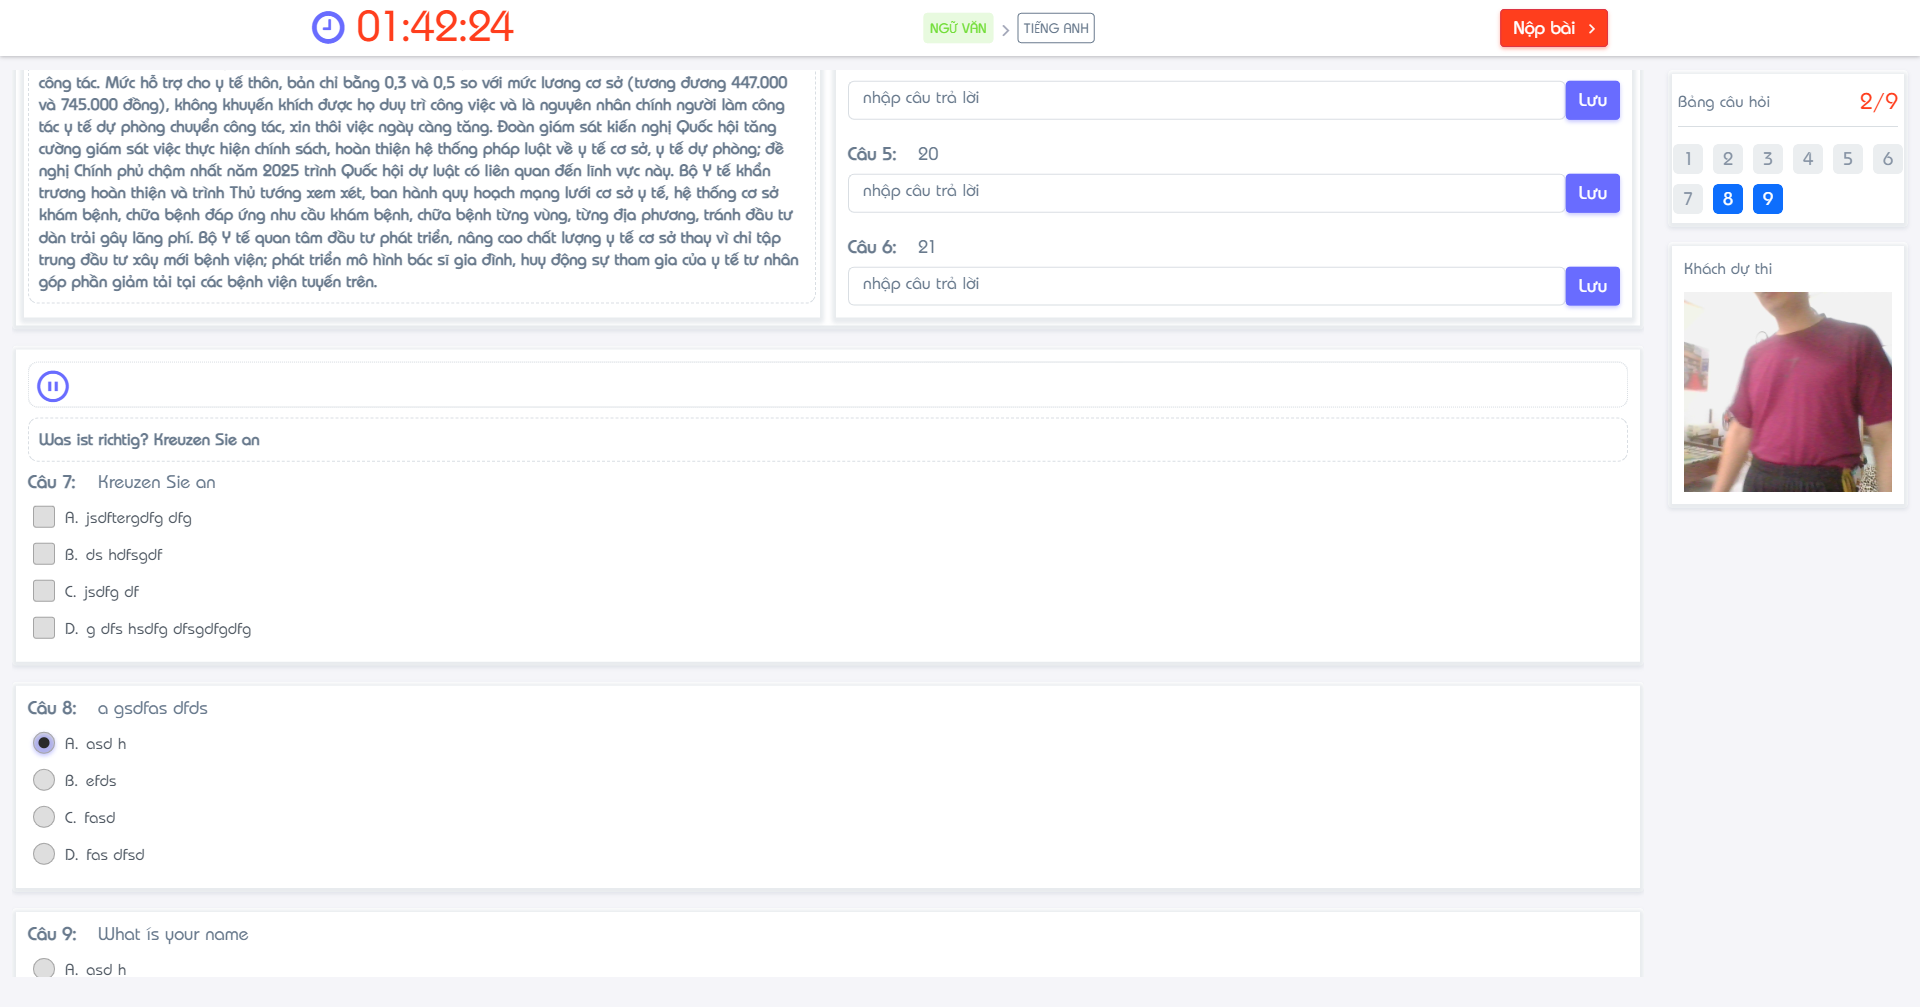 01:42:24
NGỮ VĂN
TIẾNG ANH
Nộp bài
công tác. Mức hỗ trợ cho y tế thôn, bản chỉ bằng 0,3 và 0,5 so với mức lương cơ sở (tương đương 447.000
và 745.000 đồng), không khuyến khích được họ duy trì công việc và là nguyên nhân chính người làm công
tác y tế dự phòng chuyển công tác, xin thôi việc ngày càng tăng. Đoàn giám sát kiến nghị Quốc hội tăng
cường giám sát việc thực hiện chính sách, hoàn thiện hệ thống pháp luật về y tế cơ sở, y tế dự phòng; đề
nghị Chính phủ chậm nhất năm 2025 trình Quốc hội dự luật có liên quan đến lĩnh vực này. Bộ Y tế khẩn
trương hoàn thiện và trình Thủ tướng xem xét, ban hành quy hoạch mạng lưới cơ sở y tế, hệ thống cơ sở
khám bệnh, chữa bệnh đáp ứng nhu cầu khám bệnh, chữa bệnh từng vùng, từng địa phương, tránh đầu tư
dàn trải gây lãng phí. Bộ Y tế quan tâm đầu tư phát triển, nâng cao chất lượng y tế cơ sở thay vì chỉ tập
trung đầu tư xây mới bệnh viện; phát triển mô hình bác sĩ gia đình, huy động sự tham gia của y tế tư nhân
góp phần giảm tải tại các bệnh viện tuyến trên.
nhập câu trả lời
Lưu
Câu 5: 20
nhập câu trả lời
Lưu
Câu 6: 21
nhập câu trả lời
Lưu
Bảng câu hỏi
2/9
1 2 3 4 5 6
7 8 9
Khách dự thi
Was ist richtig? Kreuzen Sie an
Câu 7: Kreuzen Sie an
A. jsdftergdfg dfg
B. ds hdfsgdf
C. jsdfg df
D. g dfs hsdfg dfsgdfgdfg
Câu 8: a gsdfas dfds
A. asd h
B. efds
C. fasd
D. fas dfsd
Câu 9: What ís your name
A. asd h